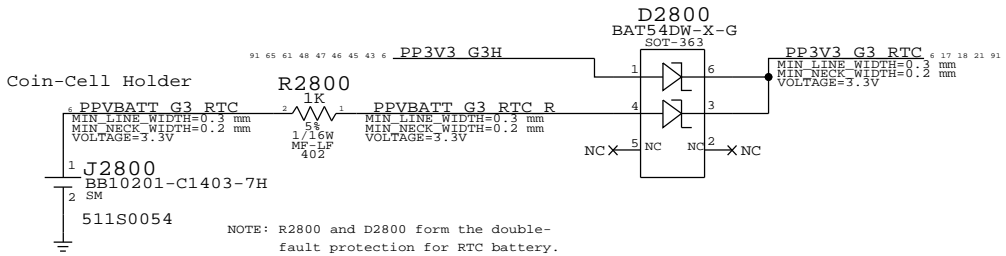 D2800
BAT54DW-X-G
SOT-363
91 65 61 48 47 46 45 43 6 PP3V3_G3H
PP3V3_G3_RTC 6 17 18 21 91
MIN_LINE_WIDTH=0.3 mm
MIN_NECK_WIDTH=0.2 mm
VOLTAGE=3.3V
1
6
Coin-Cell Holder
R2800
1K
6 PPVBATT_G3_RTC
2
1
PPVBATT_G3_RTC_R
4
3
MIN_LINE_WIDTH=0.3 mm
MIN_NECK_WIDTH=0.2 mm
VOLTAGE=3.3V
5%
1/16W
MF-LF
402
MIN_LINE_WIDTH=0.3 mm
MIN_NECK_WIDTH=0.2 mm
VOLTAGE=3.3V
NC 5 NC
NC 2 NC
1
J2800
BB10201-C1403-7H
2 SM
511S0054
NOTE: R2800 and D2800 form the double-
fault protection for RTC battery.